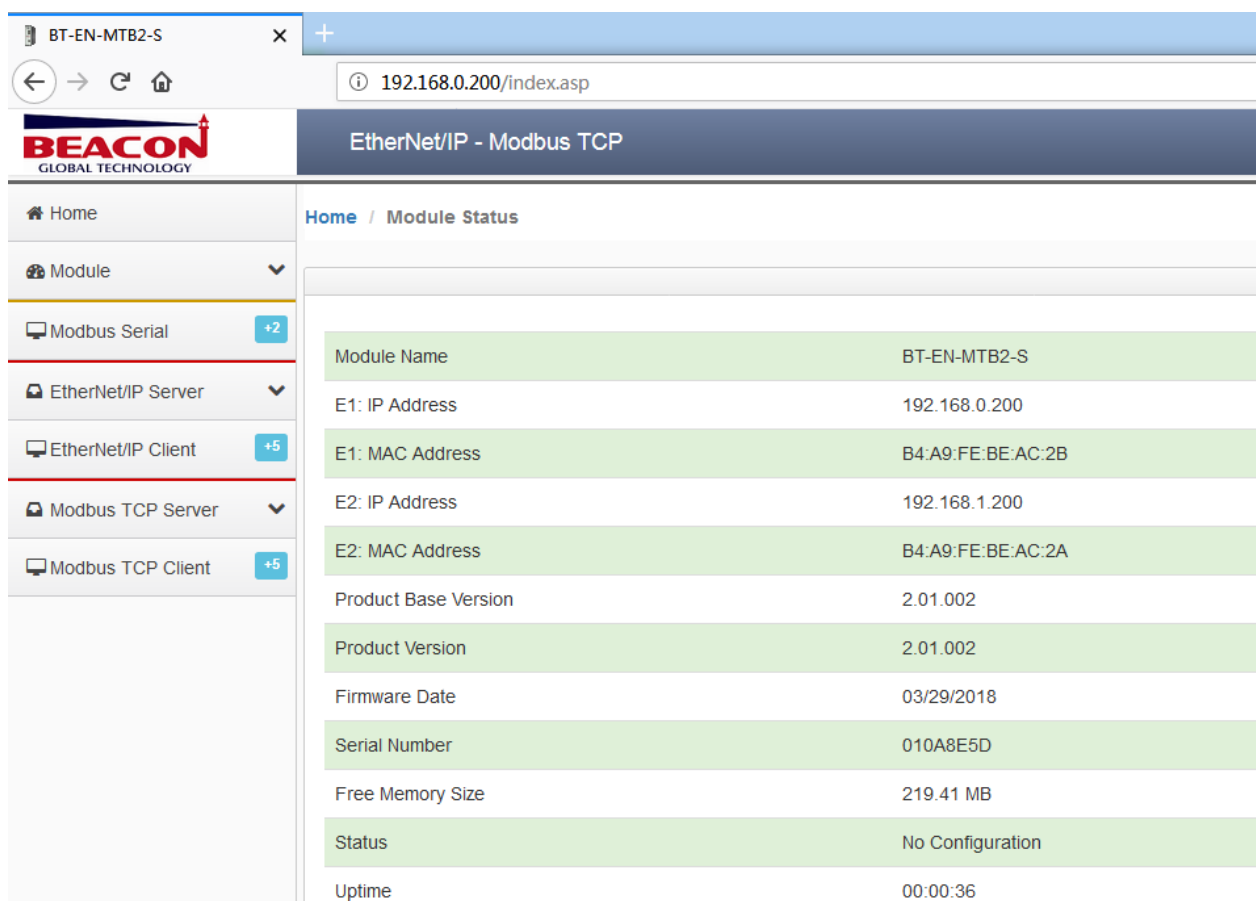 BT-EN-MTB2-S
192.168.0.200/index.asp
BEACON
GLOBAL TECHNOLOGY
EtherNet/IP - Modbus TCP
Home
Module
Modbus Serial +2
EtherNet/IP Server
EtherNet/IP Client +5
Modbus TCP Server
Modbus TCP Client +5
Home / Module Status
Module Name BT-EN-MTB2-S
E1: IP Address 192.168.0.200
E1: MAC Address B4:A9:FE:BE:AC:2B
E2: IP Address 192.168.1.200
E2: MAC Address B4:A9:FE:BE:AC:2A
Product Base Version 2.01.002
Product Version 2.01.002
Firmware Date 03/29/2018
Serial Number 010A8E5D
Free Memory Size 219.41 MB
Status No Configuration
Uptime 00:00:36